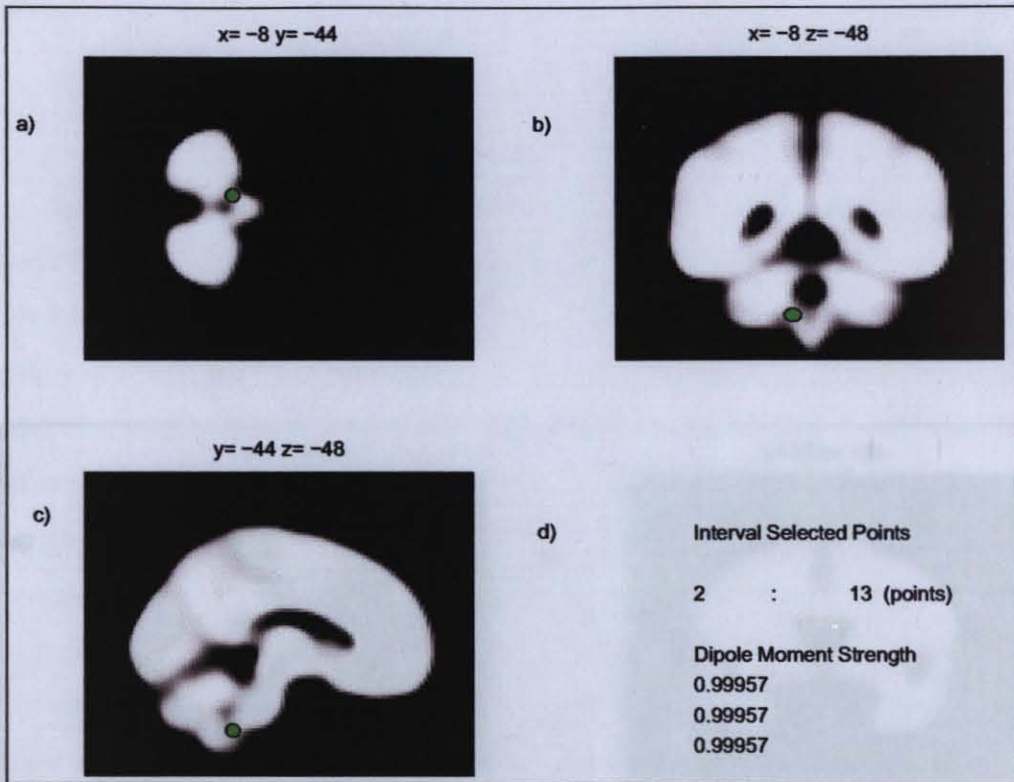 x= −8 y= −44
a)
x= −8 z= −48
b)
y= −44 z= −48
c)
d)
Interval Selected Points
2 : 13 (points)
Dipole Moment Strength
0.99957
0.99957
0.99957